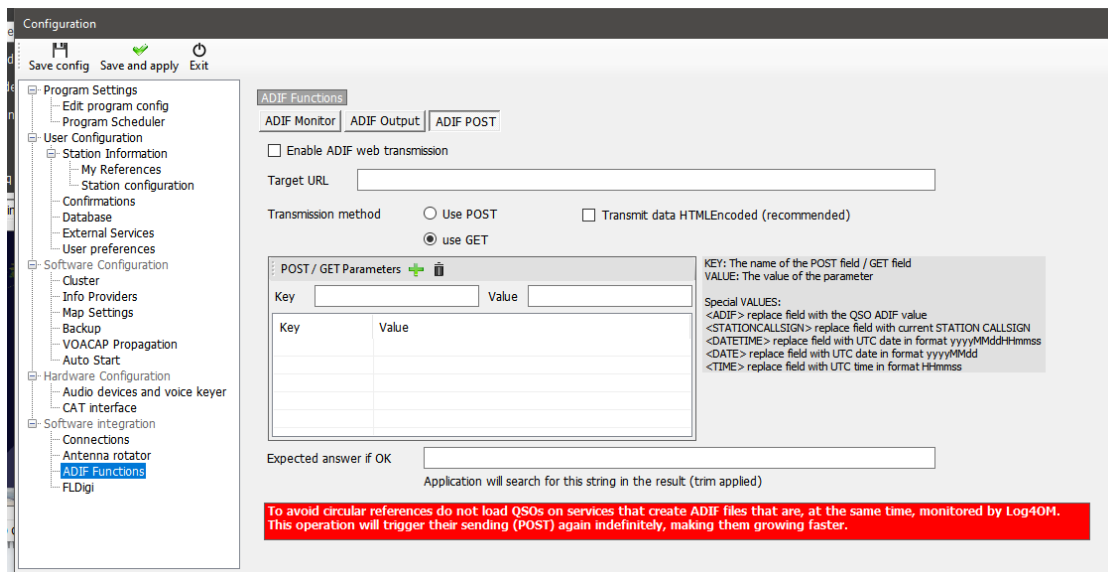 Configuration
Save config Save and apply Exit
Program Settings
Edit program config
Program Scheduler
User Configuration
Station Information
My References
Station configuration
Confirmations
Database
External Services
User preferences
Software Configuration
Cluster
Info Providers
Map Settings
Backup
VOACAP Propagation
Auto Start
Hardware Configuration
Audio devices and voice keyer
CAT interface
Software integration
Connections
Antenna rotator
ADIF Functions
FLDigi
ADIF Functions
ADIF Monitor ADIF Output ADIF POST
Enable ADIF web transmission
Target URL
Transmission method Use POST Transmit data HTMLEncoded (recommended)
use GET
POST / GET Parameters
Key Value
Key Value
KEY: The name of the POST field / GET field
VALUE: The value of the parameter
Special VALUES:
<ADIF> replace field with the QSO ADIF value
<STATIONCALLSIGN> replace field with current STATION CALLSIGN
<DATETIME> replace field with UTC date in format yyyyMMddHHmmss
<DATE> replace field with UTC date in format yyyyMMdd
<TIME> replace field with UTC time in format HHmmss
Expected answer if OK
Application will search for this string in the result (trim applied)
To avoid circular references do not load QSOs on services that create ADIF files that are, at the same time, monitored by Log4OM.
This operation will trigger their sending (POST) again indefinitely, making them growing faster.